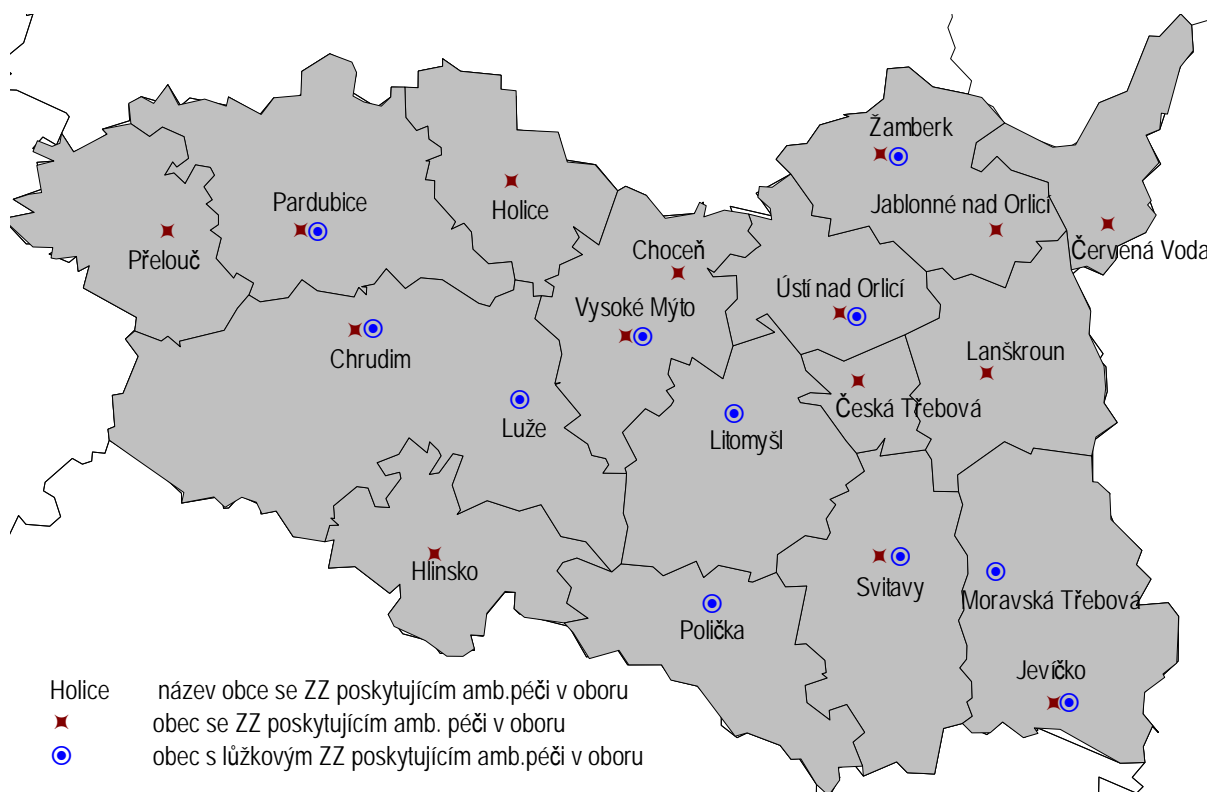 Žamberk
Pardubice
Holice
Jablonné nad Orlicí
Přelouč
Choceň
Červená Voda
Ústí nad Orlicí
Vysoké Mýto
Chrudim
Lanškroun
Luže
Litomyšl
Česká Třebová
Hlinsko
Svitavy
Moravská Třebová
Polička
Jevíčko
Holice název obce se ZZ poskytujícím amb.péči v oboru
obec se ZZ poskytujícím amb. péči v oboru
obec s lůžkovým ZZ poskytujícím amb.péči v oboru